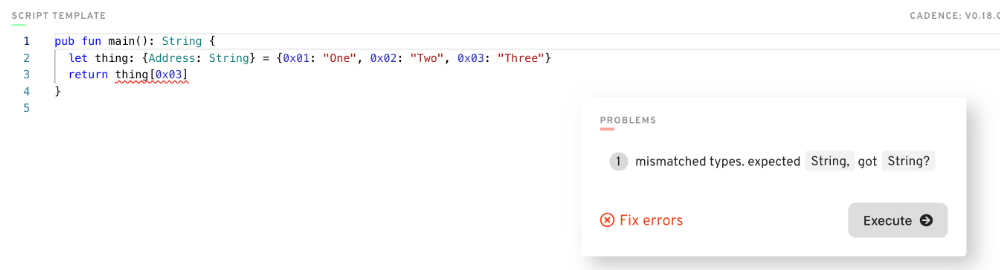 SCRIPT TEMPLATE
CADENCE: V0.18.0
1 pub fun main(): String {
2 let thing: {Address: String} = {0x01: "One", 0x02: "Two", 0x03: "Three"}
3 return thing[0x03]
4 }
5
PROBLEMS
1 mismatched types. expected String, got String?
Fix errors
Execute